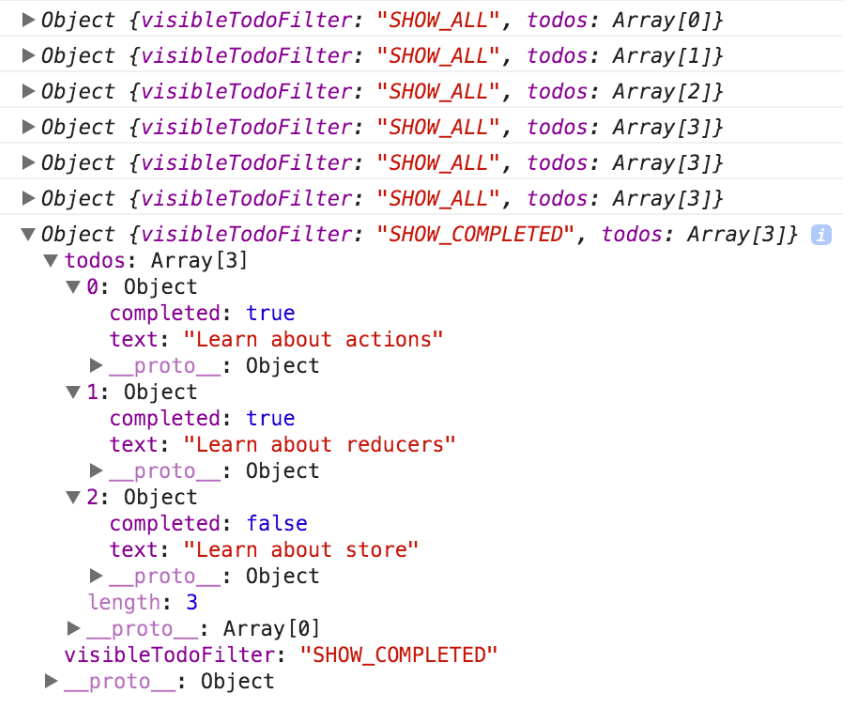 Object {visibleTodoFilter: "SHOW_ALL", todos: Array[0]}
Object {visibleTodoFilter: "SHOW_ALL", todos: Array[1]}
Object {visibleTodoFilter: "SHOW_ALL", todos: Array[2]}
Object {visibleTodoFilter: "SHOW_ALL", todos: Array[3]}
Object {visibleTodoFilter: "SHOW_ALL", todos: Array[3]}
Object {visibleTodoFilter: "SHOW_ALL", todos: Array[3]}
Object {visibleTodoFilter: "SHOW_COMPLETED", todos: Array[3]} i
todos: Array[3]
0: Object
completed: true
text: "Learn about actions"
__proto__: Object
1: Object
completed: true
text: "Learn about reducers"
__proto__: Object
2: Object
completed: false
text: "Learn about store"
__proto__: Object
length: 3
__proto__: Array[0]
visibleTodoFilter: "SHOW_COMPLETED"
__proto__: Object